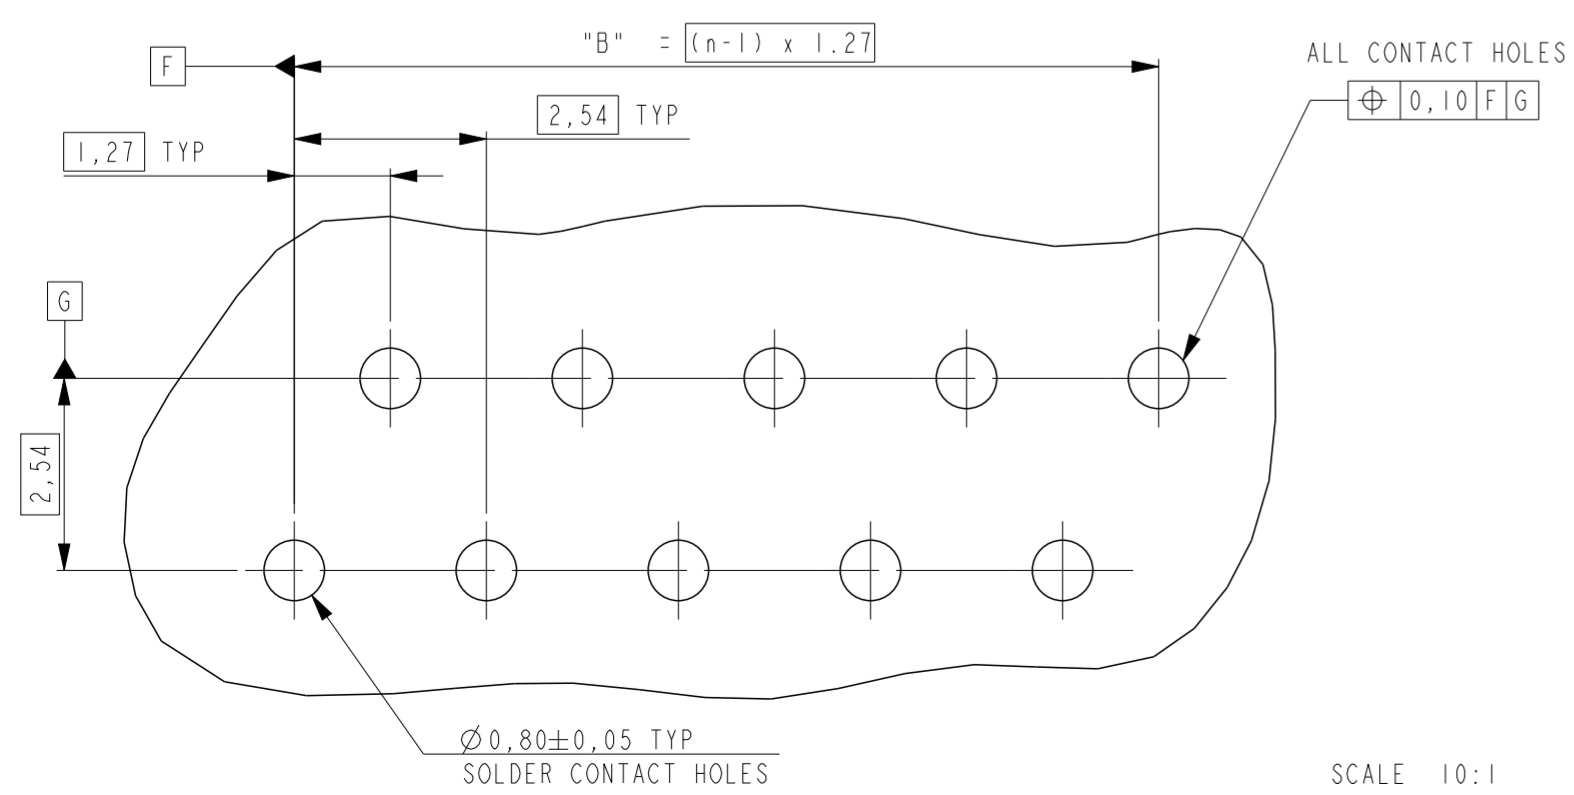 "B" = (n-1) x 1.27
F
ALL CONTACT HOLES
⌖ 0,10 F G
2,54 TYP
1,27 TYP
G
2,54
Ø0,80±0,05 TYP
SOLDER CONTACT HOLES
SCALE 10:1